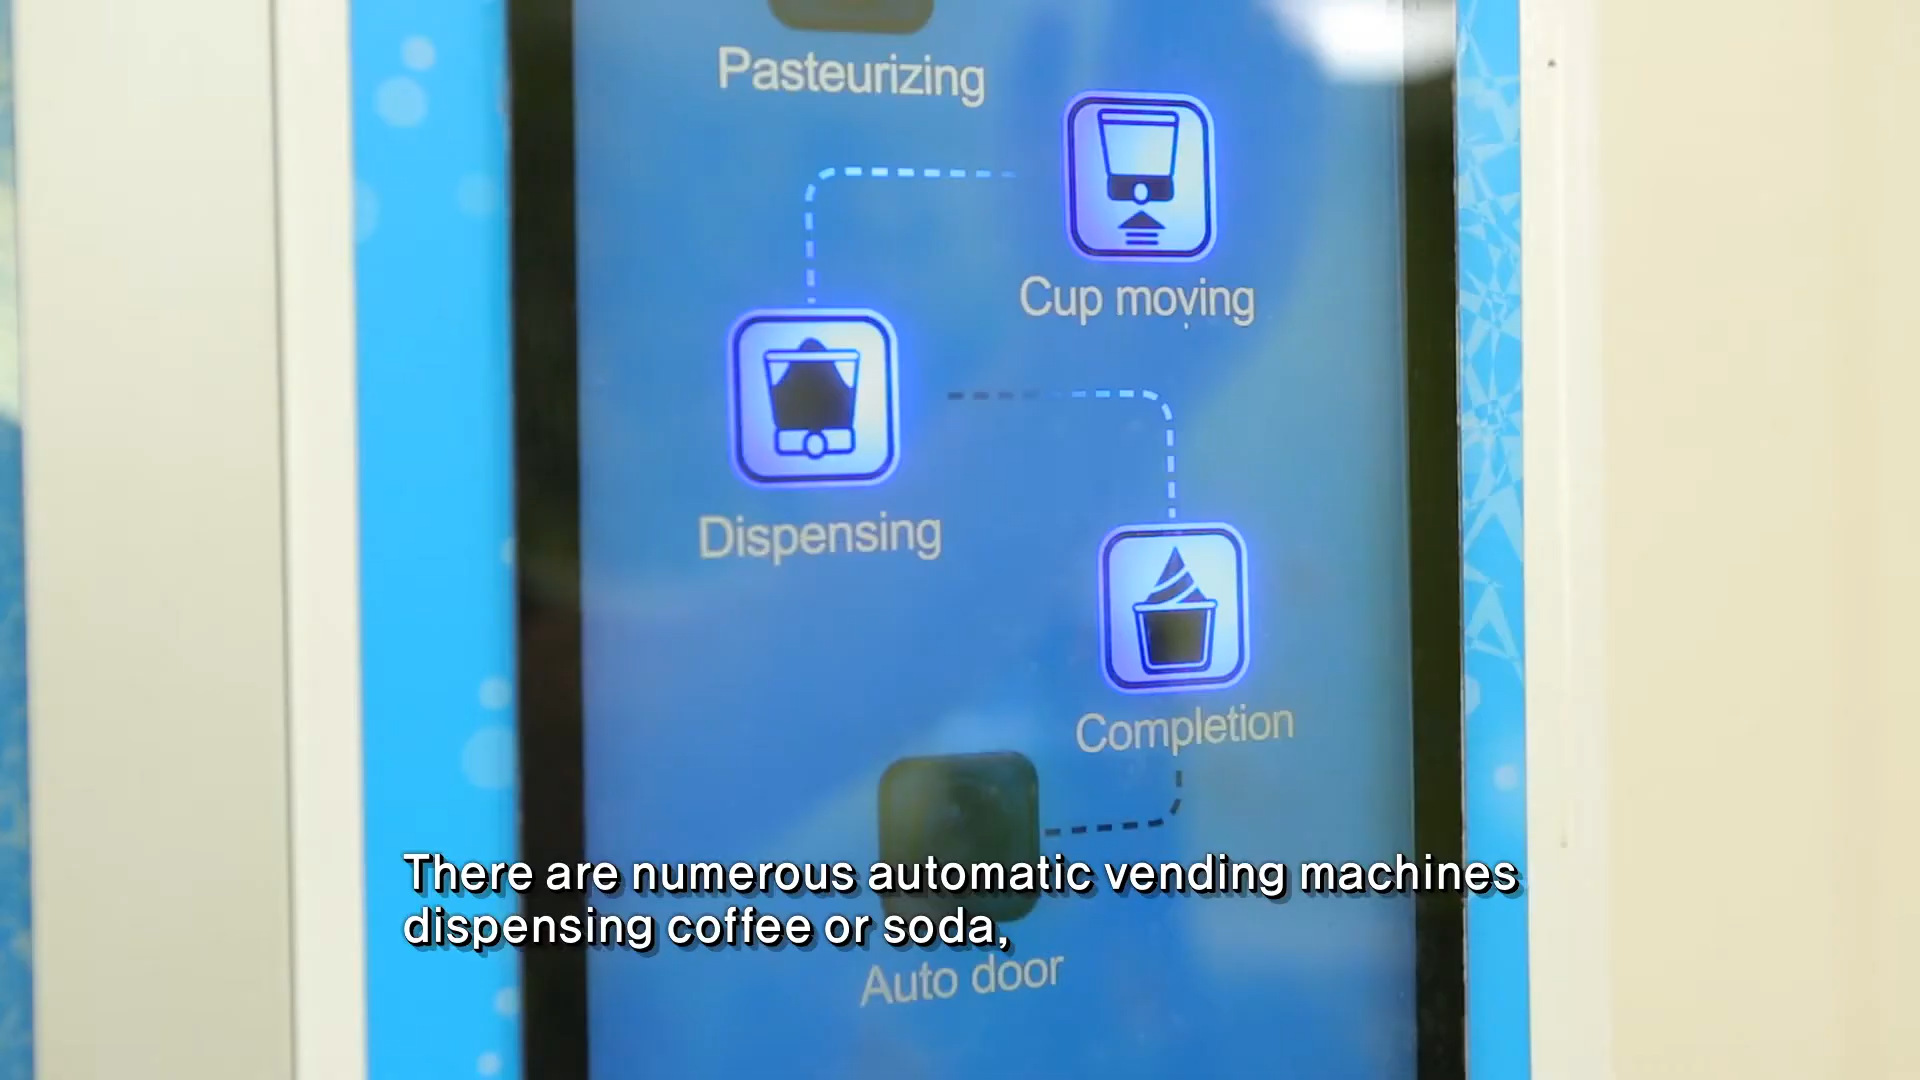 Pasteurizing
Cup moving
Dispensing
Completion
There are numerous automatic vending machines
dispensing coffee or soda,
Auto door